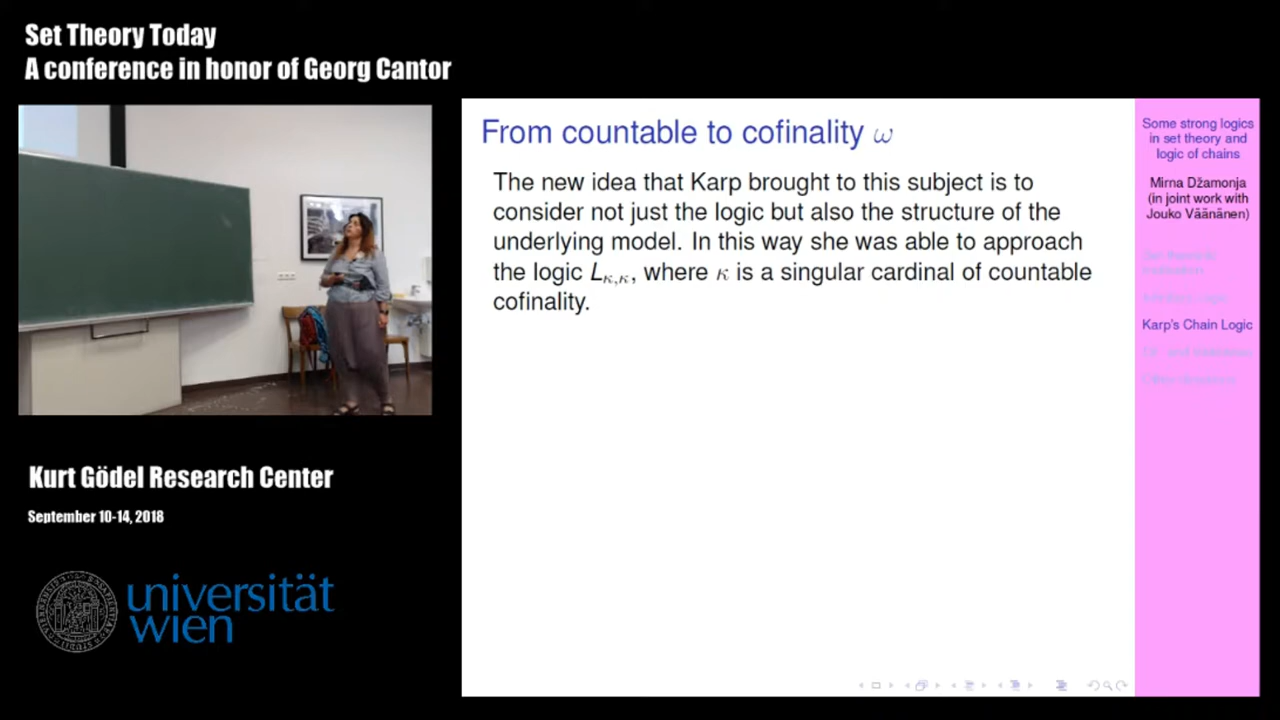 Set Theory Today
A conference in honor of Georg Cantor
Kurt Gödel Research Center
September 10-14, 2018
universität
wien
From countable to cofinality ω
The new idea that Karp brought to this subject is to
consider not just the logic but also the structure of the
underlying model. In this way she was able to approach
the logic Lκ,κ, where κ is a singular cardinal of countable
cofinality.
Some strong logics
in set theory and
logic of chains
Mirna Džamonja
(in joint work with
Jouko Väänänen)
Karp's Chain Logic